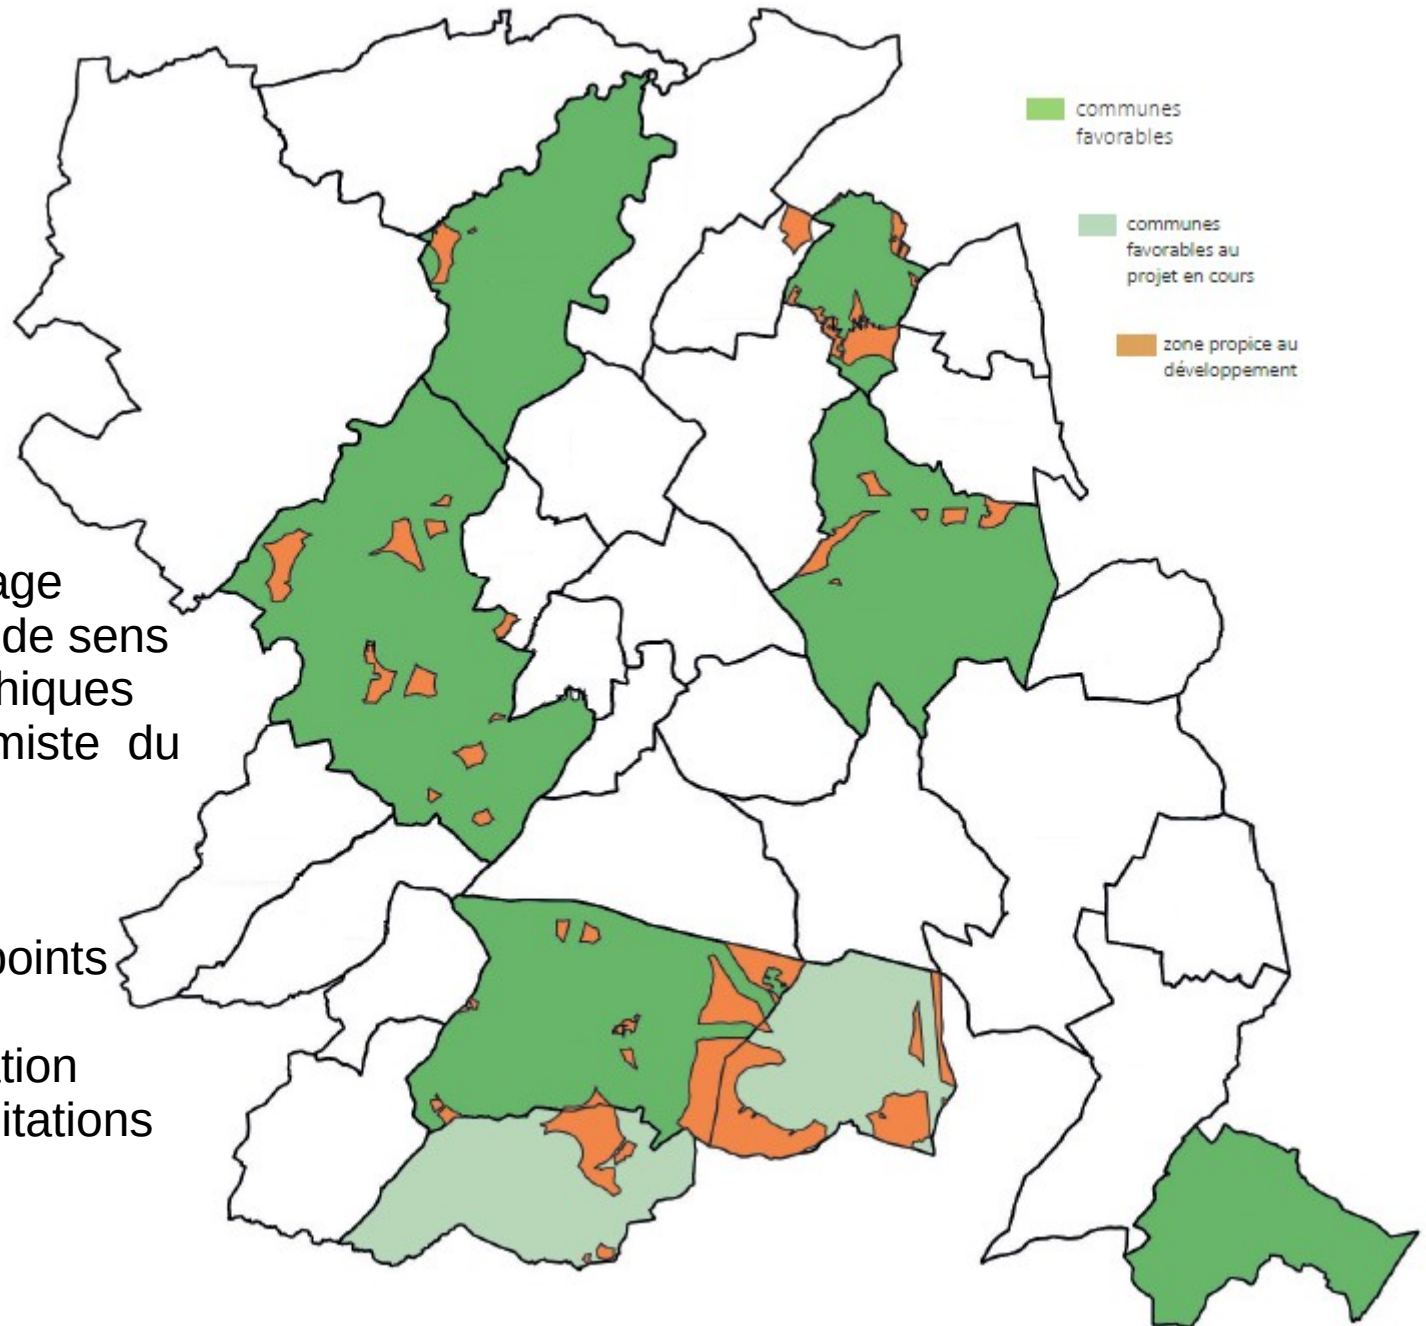 communes
favorables
communes
favorables au
projet en cours
zone propice au
développement
age
de sens
hiques
miste du
points
tion
itations